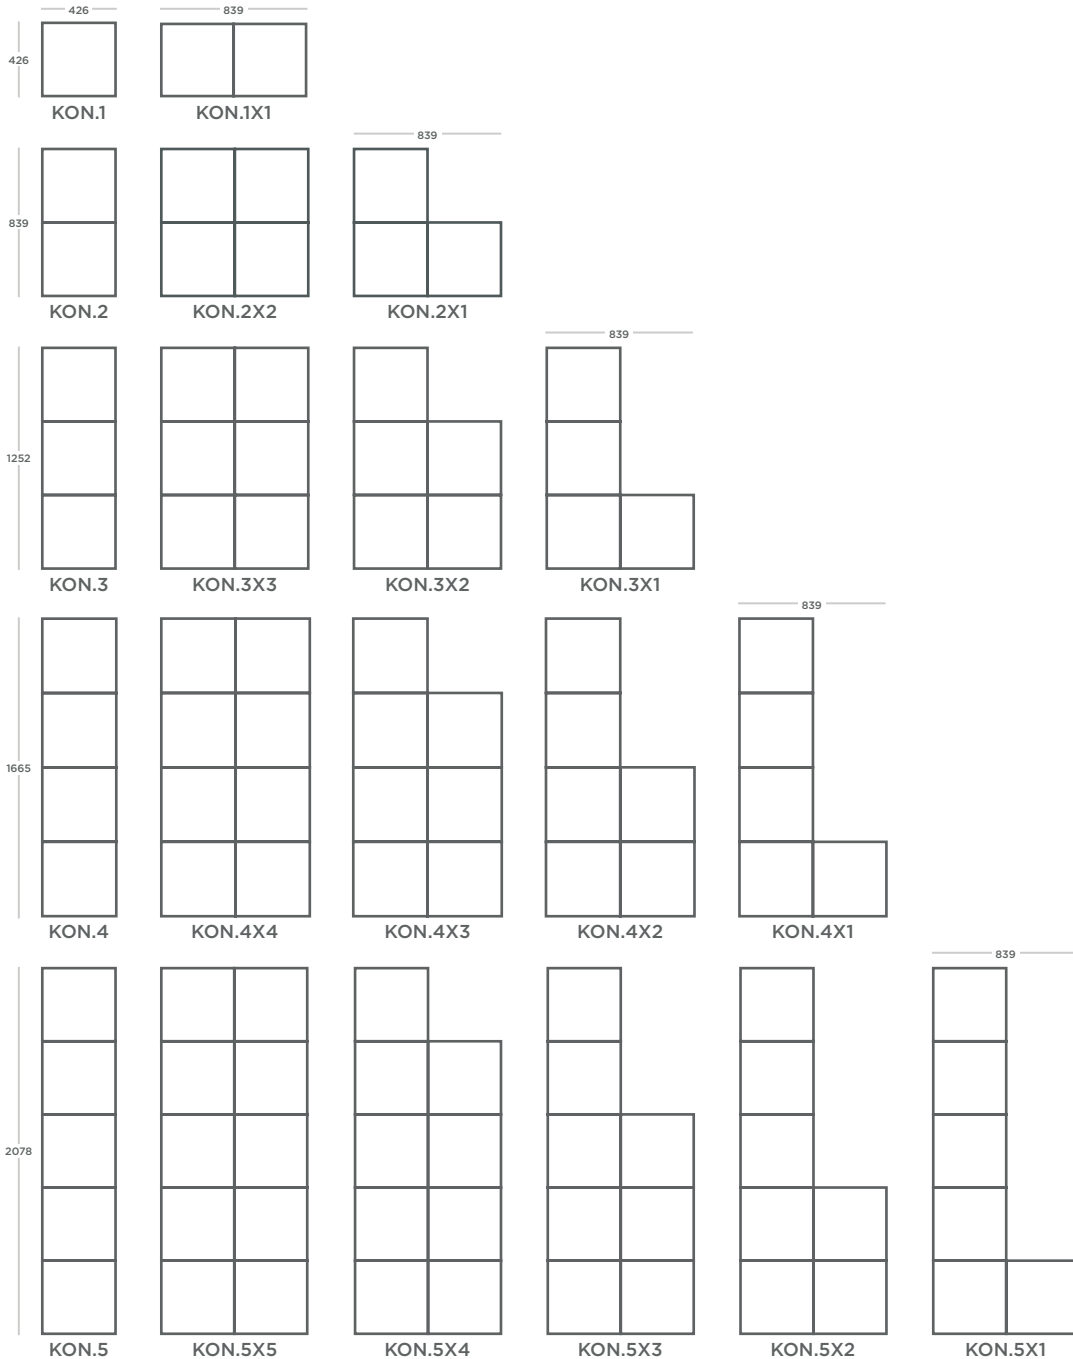 426 839
426
KON.1 KON.1X1
839
839
KON.2 KON.2X2 KON.2X1
839
1252
KON.3 KON.3X3 KON.3X2 KON.3X1
839
1665
KON.4 KON.4X4 KON.4X3 KON.4X2 KON.4X1
839
2078
KON.5 KON.5X5 KON.5X4 KON.5X3 KON.5X2 KON.5X1